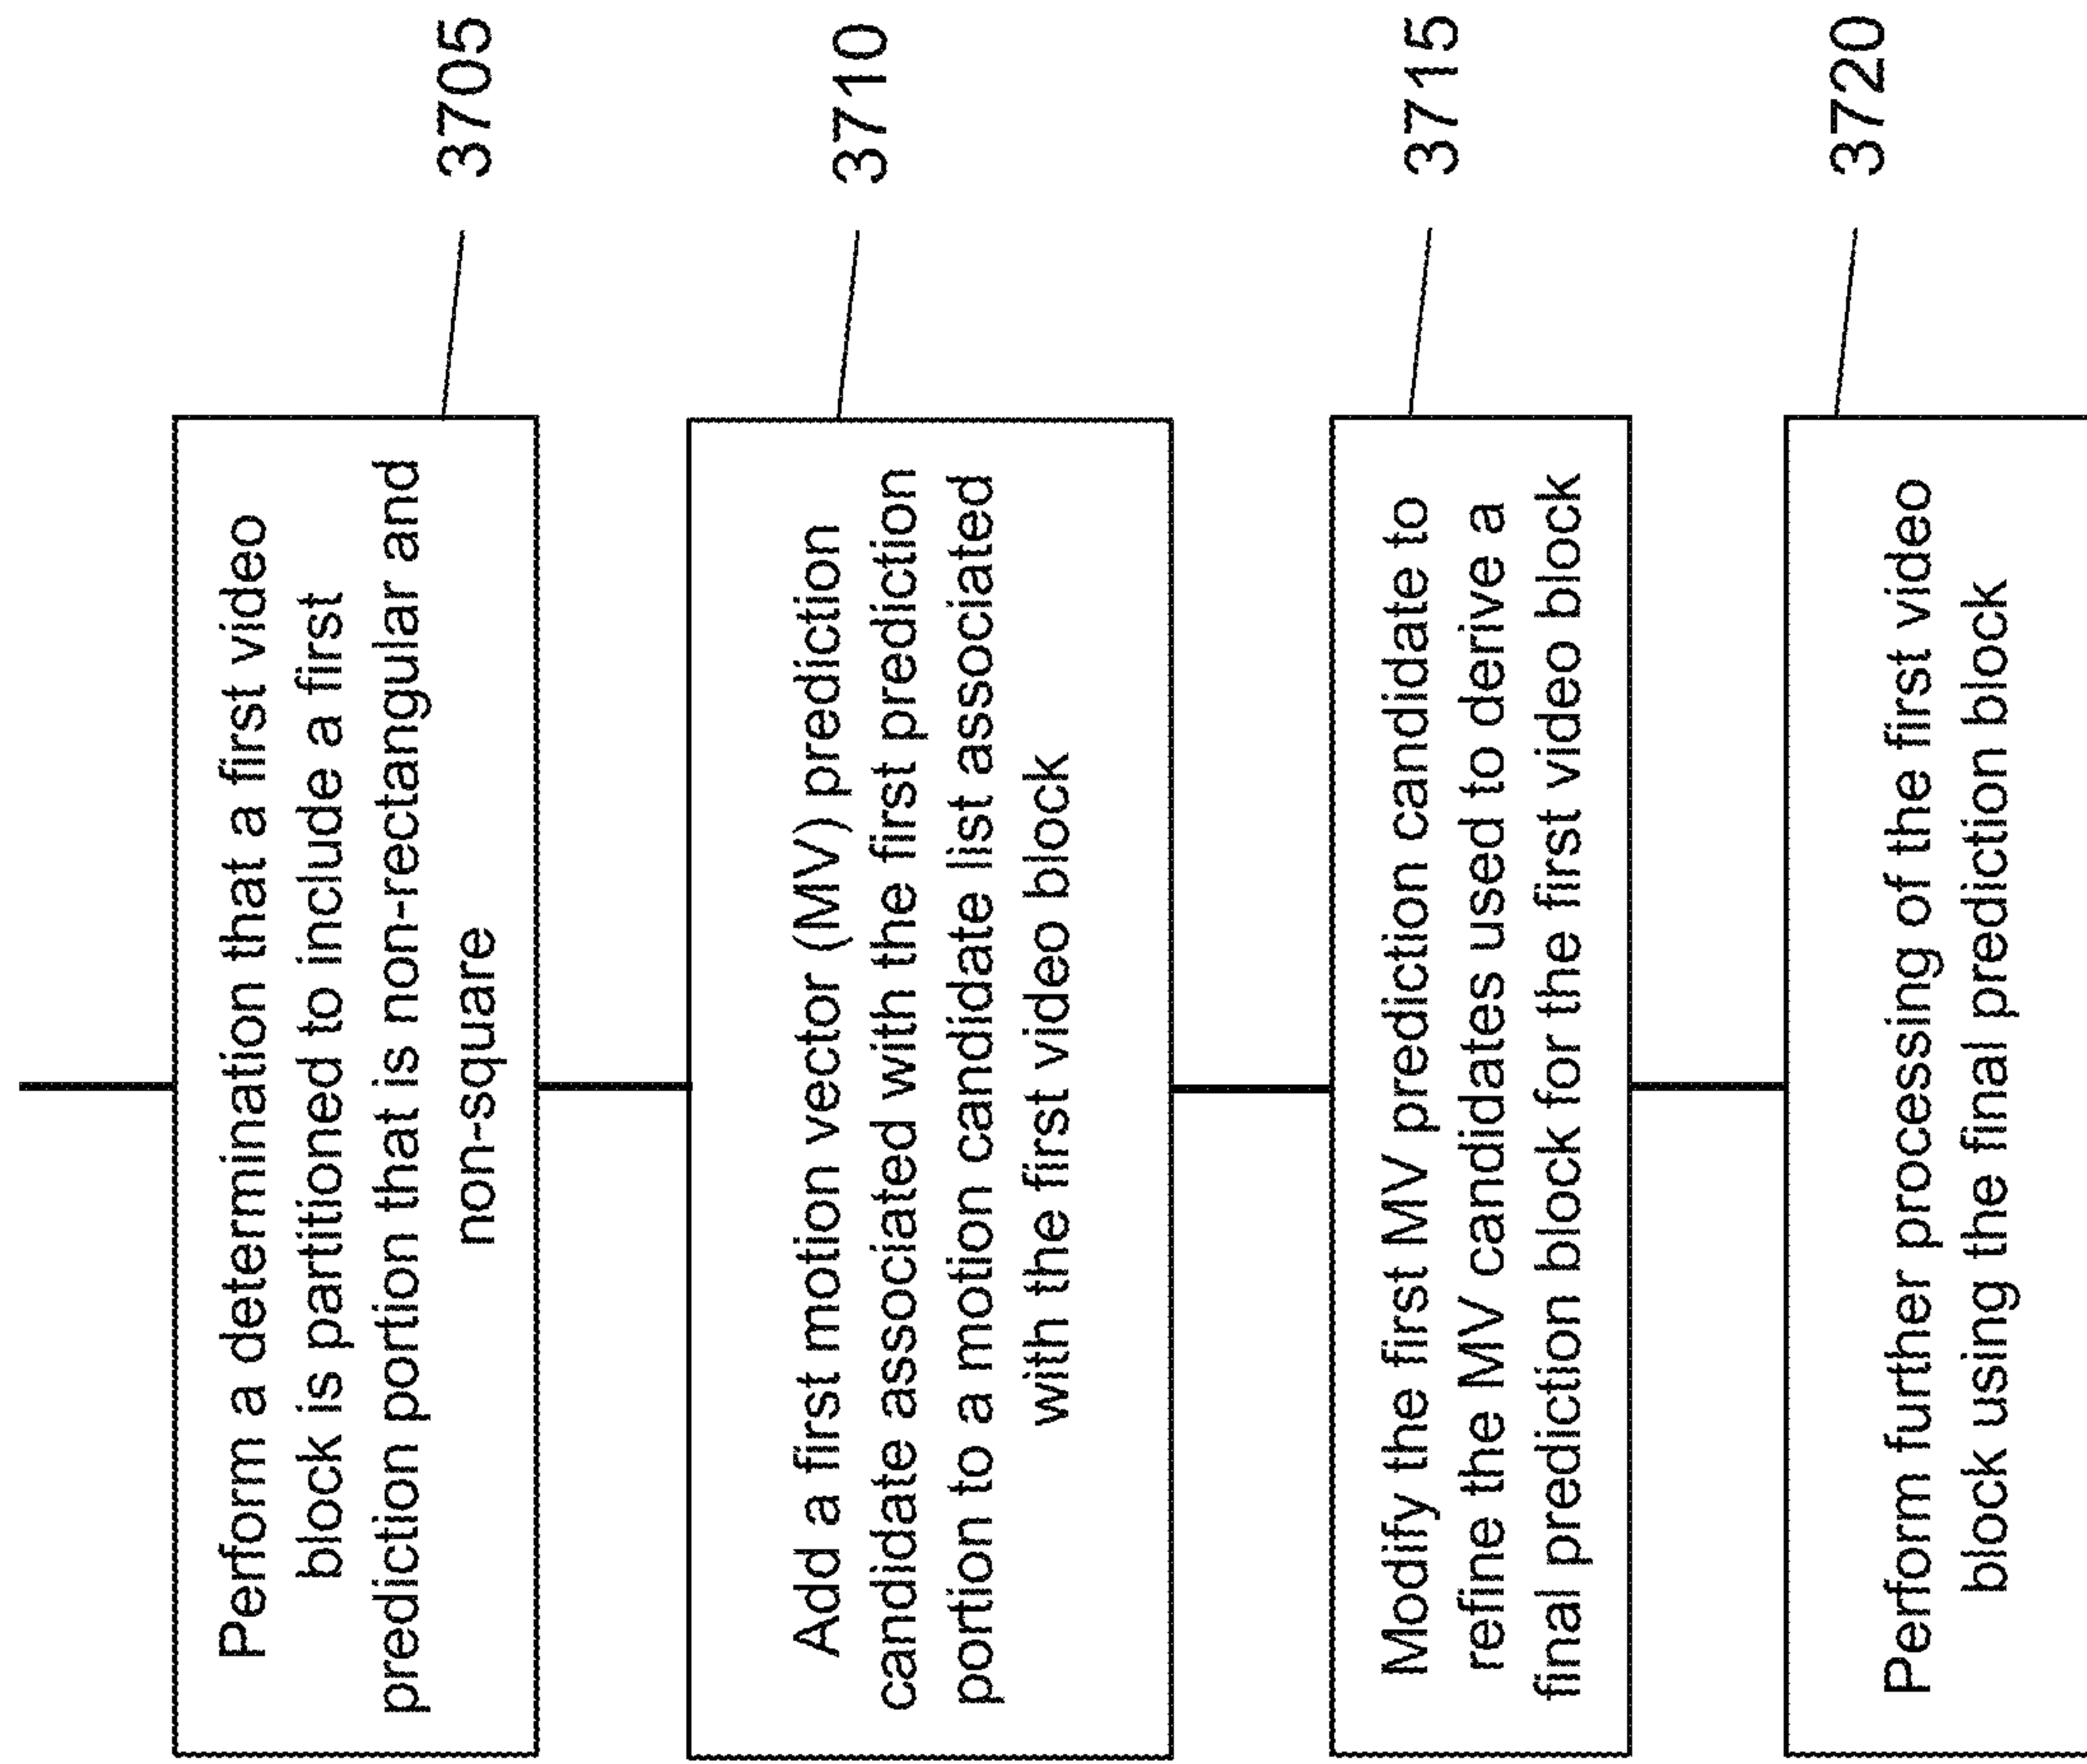 Perform a determination that a first video
block is partitioned to include a first
prediction portion that is non-rectangular and
non-square
3705
Add a first motion vector (MV) prediction
candidate associated with the first prediction
portion to a motion candidate list associated
with the first video block
3710
Modify the first MV prediction candidate to
refine the MV candidates used to derive a
final prediction block for the first video block
3715
Perform further processing of the first video
block using the final prediction block
3720